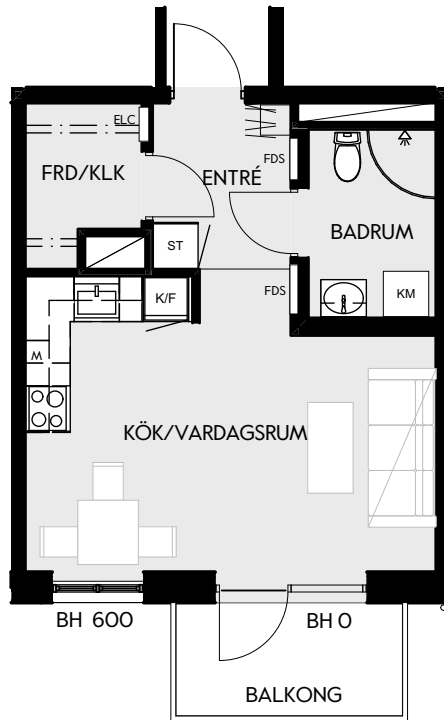 ELC
FRD/KLK
ENTRÉ
FDS
BADRUM
ST
K/F
FDS
KM
M
KÖK/VARDAGSRUM
BH 600
BH 0
BALKONG